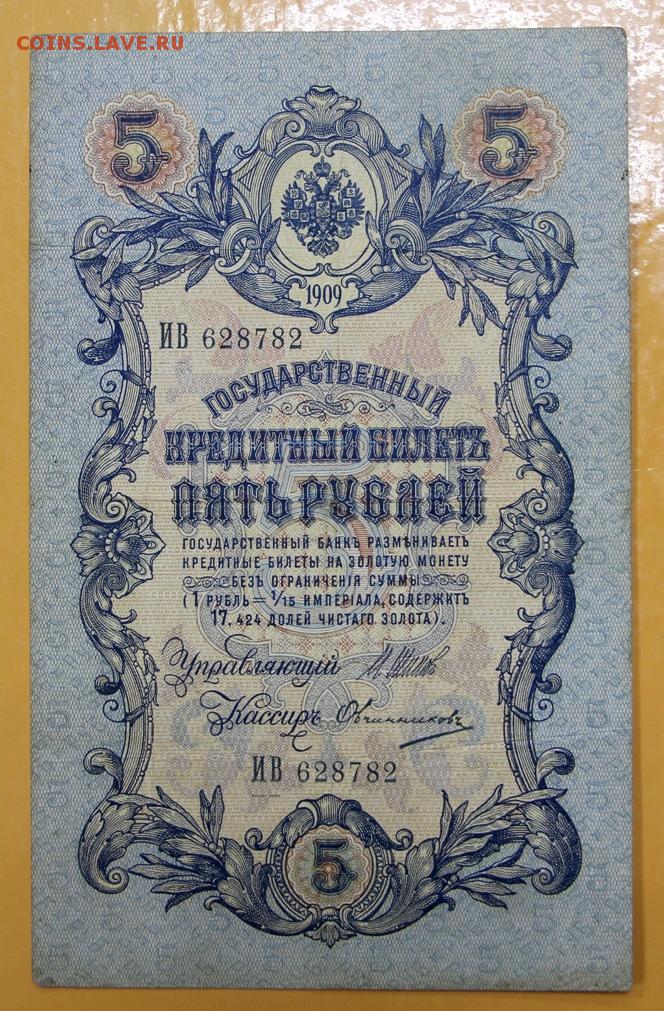 COINS.LAVE.RU
5 5
1909
ИВ 628782
ГОСУДАРСТВЕННЫЙ
КРЕДИТНЫЙ БИЛЕТЪ
ПЯТЬ РУБЛЕЙ
ГОСУДАРСТВЕННЫЙ БАНКЪ РАЗМѢНИВАЕТЪ
КРЕДИТНЫЕ БИЛЕТЫ НА ЗОЛОТУЮ МОНЕТУ
БЕЗЪ ОГРАНИЧЕНІЯ СУММЫ
(1 РУБЛЬ = 1/15 ИМПЕРІАЛА, СОДЕРЖИТЪ
17,424 ДОЛЕЙ ЧИСТАГО ЗОЛОТА).
Управляющій И Шипов
Кассиръ Овчинниковъ
ИВ 628782
5